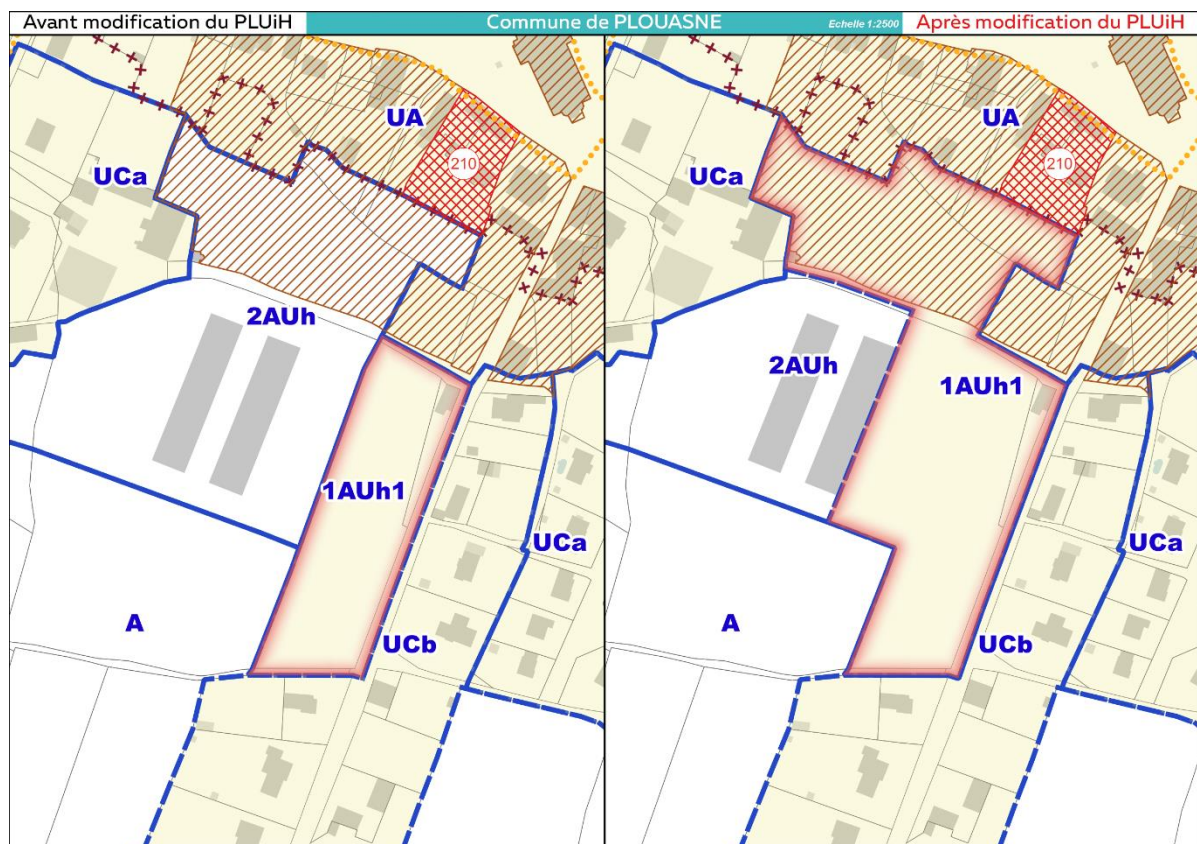 Avant modification du PLUiH
Commune de PLOUASNE
Echelle 1:2500
Après modification du PLUiH
UA
210
UCa
2AUh
1AUh1
UCa
A
UCb
UA
210
UCa
2AUh
1AUh1
UCa
A
UCb